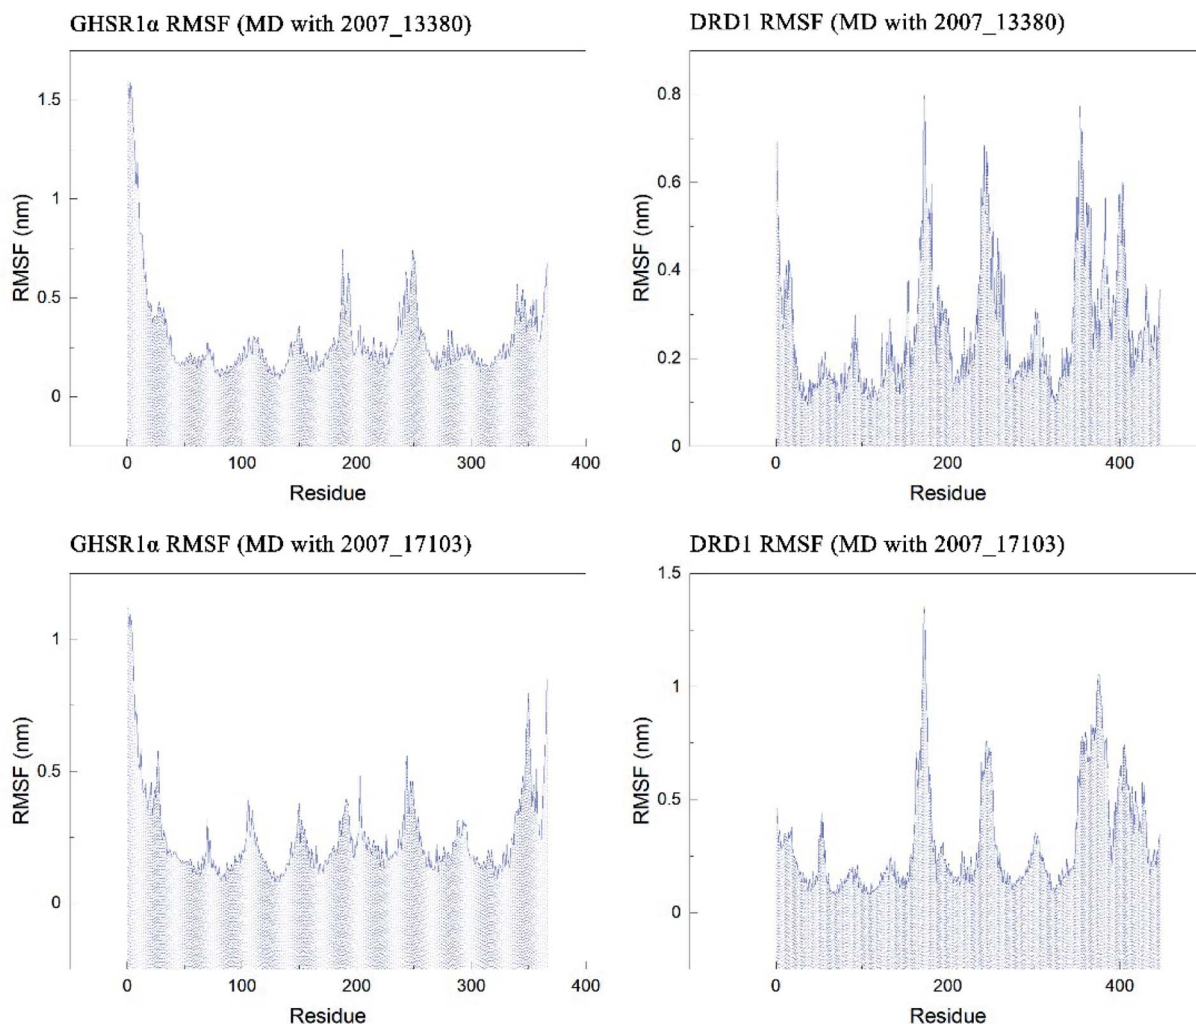 GHSR1α RMSF (MD with 2007_13380)
1.5
1
0.5
0
RMSF (nm)
0
100
200
300
400
Residue
DRD1 RMSF (MD with 2007_13380)
0.8
0.6
0.4
0.2
0
RMSF (nm)
0
200
400
Residue
GHSR1α RMSF (MD with 2007_17103)
1
0.5
0
RMSF (nm)
0
100
200
300
400
Residue
DRD1 RMSF (MD with 2007_17103)
1.5
1
0.5
0
RMSF (nm)
0
200
400
Residue